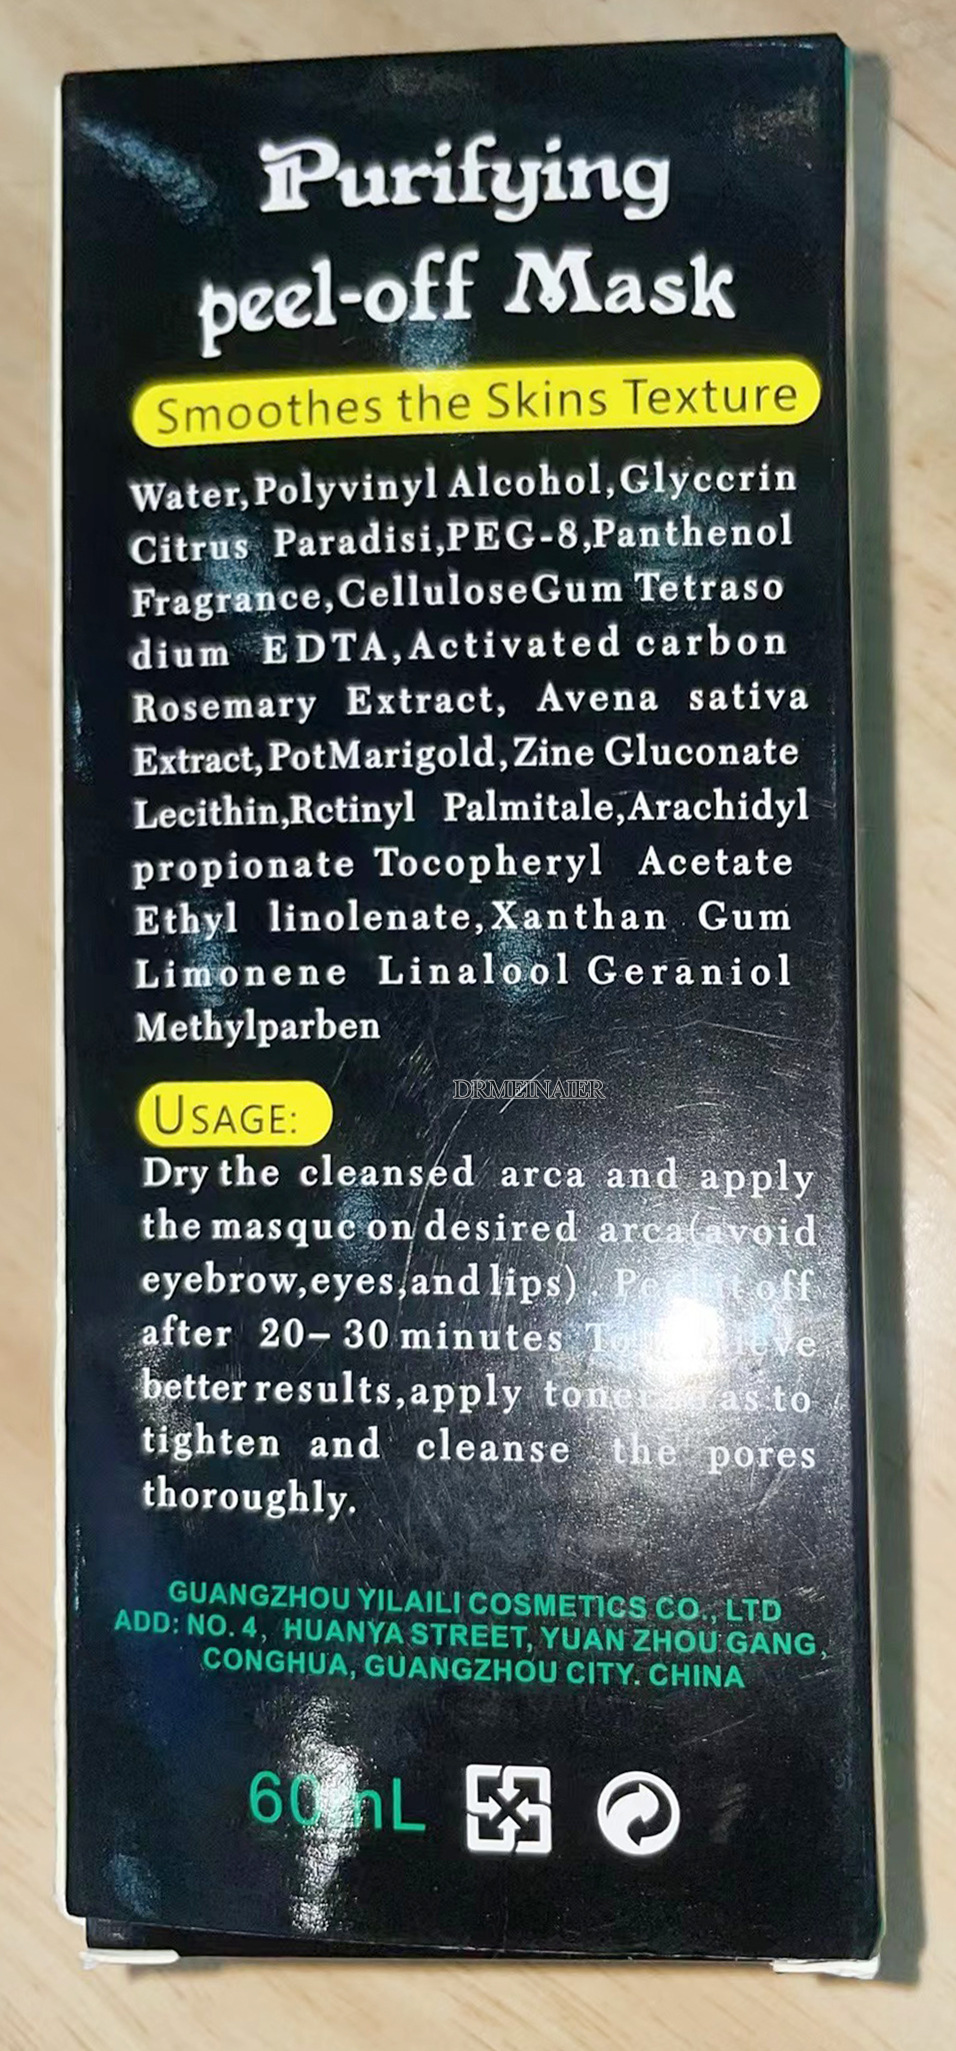 Purifying
peel-off Mask
Smoothes the Skins Texture
Water,Polyvinyl Alcohol,Glyccrin
Citrus Paradisi,PEG-8,Panthenol
Fragrance,CelluloseGum Tetraso
dium EDTA,Activated carbon
Rosemary Extract, Avena sativa
Extract,PotMarigold,Zine Gluconate
Lecithin,Rctinyl Palmitale,Arachidyl
propionate Tocopheryl Acetate
Ethyl linolenate,Xanthan Gum
Limonene Linalool Geraniol
Methylparben
DRMEINAIER
USAGE:
Dry the cleansed arca and apply
the masquc on desired arca(avoid
eyebrow,eyes,and lips). off
after 20-30 minutes
better results,apply toner as to
tighten and cleanse the pores
thoroughly.
GUANGZHOU YILAILI COSMETICS CO., LTD
ADD: NO. 4, HUANYA STREET, YUAN ZHOU GANG,
CONGHUA, GUANGZHOU CITY. CHINA
60mL